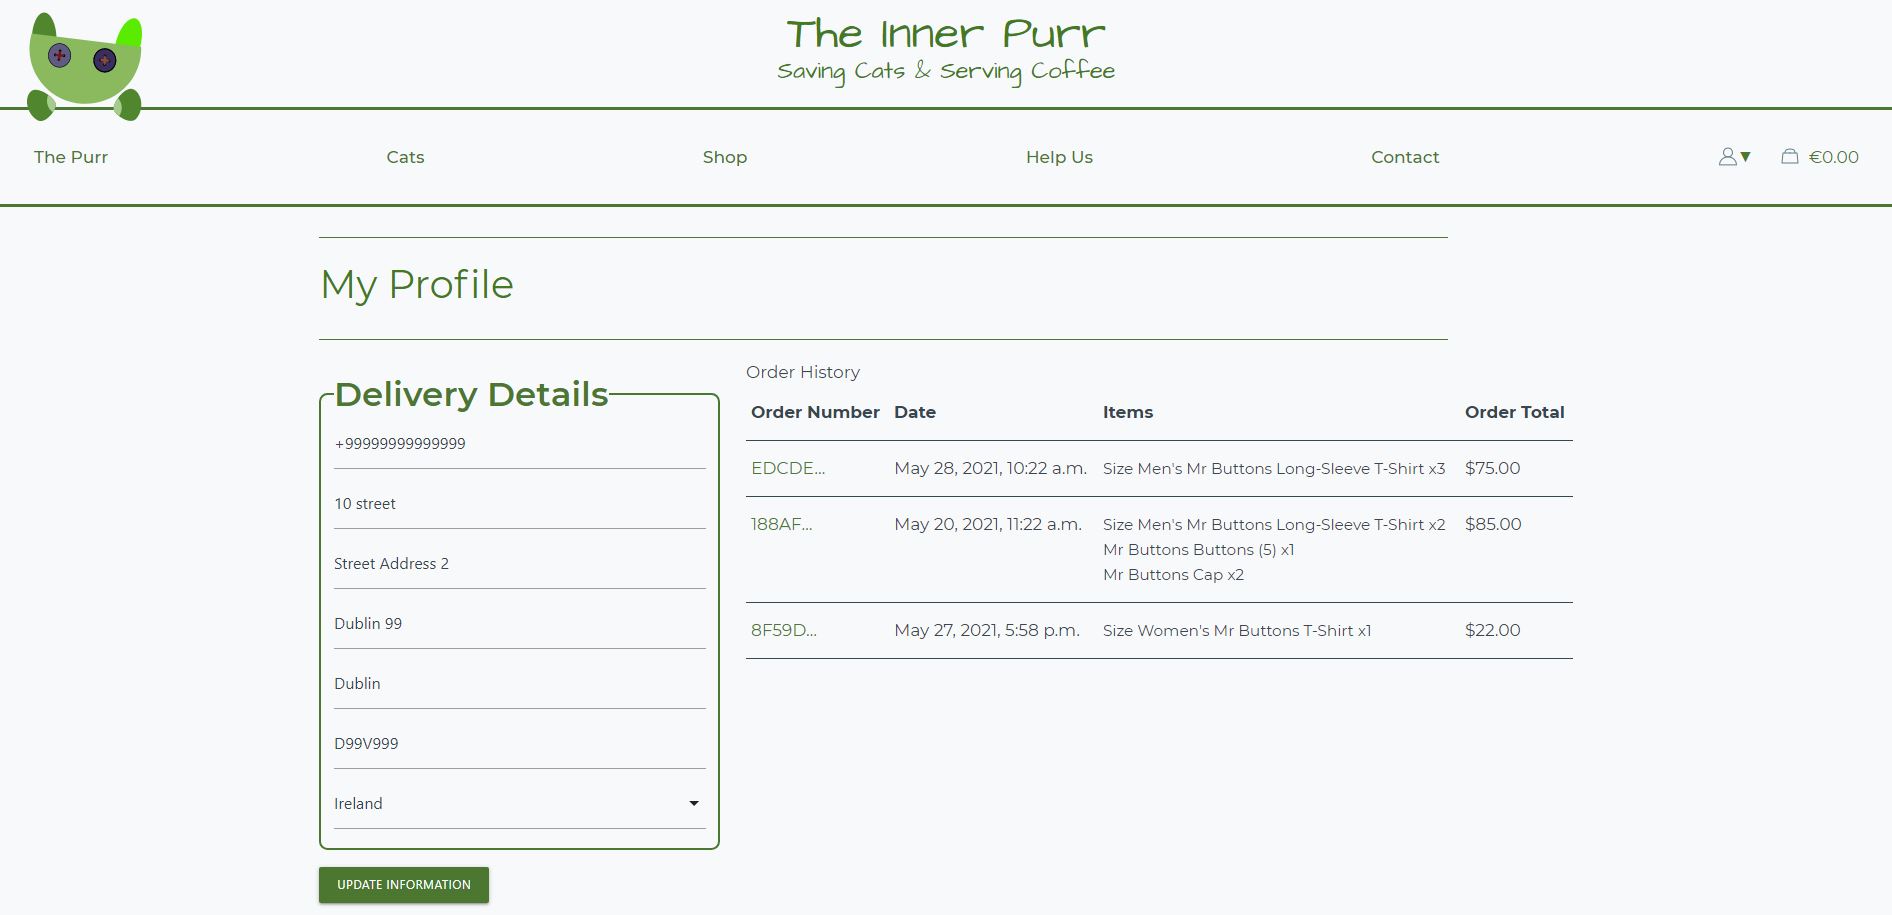 The Inner Purr
Saving Cats & Serving Coffee
The Purr
Cats
Shop
Help Us
Contact
€0.00
My Profile
Delivery Details
+99999999999999
10 street
Street Address 2
Dublin 99
Dublin
D99V999
Ireland
UPDATE INFORMATION
Order History
Order Number Date Items Order Total
EDCDE... May 28, 2021, 10:22 a.m. Size Men's Mr Buttons Long-Sleeve T-Shirt x3 $75.00
188AF... May 20, 2021, 11:22 a.m. Size Men's Mr Buttons Long-Sleeve T-Shirt x2 $85.00
Mr Buttons Buttons (5) x1
Mr Buttons Cap x2
8F59D... May 27, 2021, 5:58 p.m. Size Women's Mr Buttons T-Shirt x1 $22.00